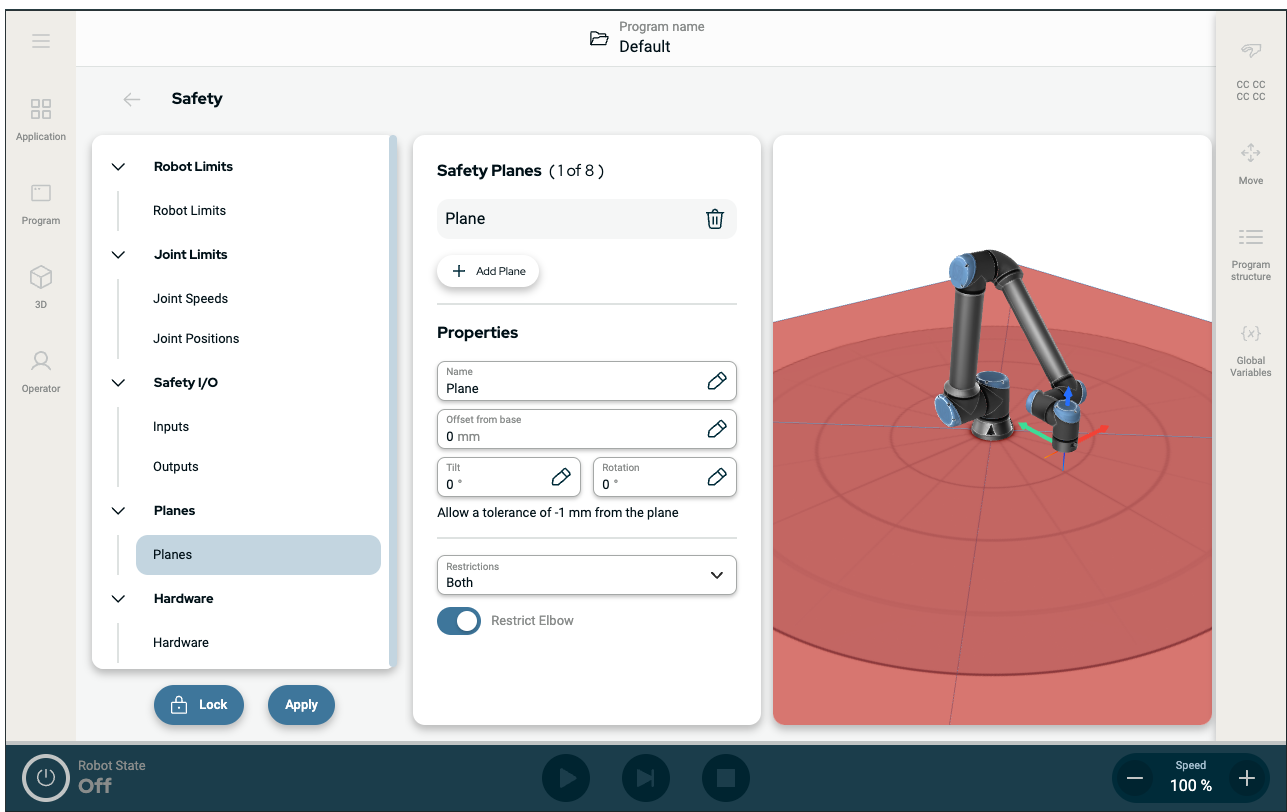 Program name
Default
Application
Program
3D
Operator
Safety
Robot Limits
Robot Limits
Joint Limits
Joint Speeds
Joint Positions
Safety I/O
Inputs
Outputs
Planes
Planes
Hardware
Hardware
Lock
Apply
Safety Planes ( 1 of 8 )
Plane
Add Plane
Properties
Name
Plane
Offset from base
0 mm
Tilt
0 °
Rotation
0 °
Allow a tolerance of -1 mm from the plane
Restrictions
Both
Restrict Elbow
CC CC
CC CC
Move
Program
structure
{x}
Global
Variables
Robot State
Off
Speed
100 %